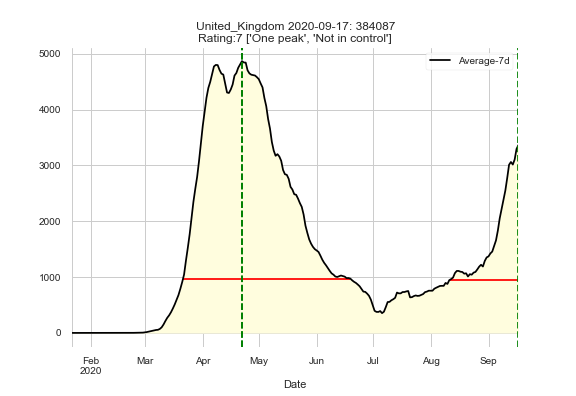 United_Kingdom 2020-09-17: 384087
Rating:7 ['One peak', 'Not in control']
Average-7d
5000
4000
3000
2000
1000
0
Feb
2020
Mar
Apr
May
Jun
Jul
Aug
Sep
Date